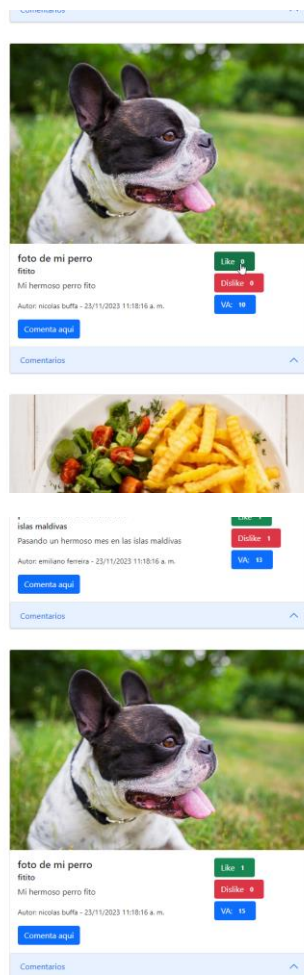 Comentarios
foto de mi perro
fitito
Mi hermoso perro fito
Autor: nicolas buffa - 23/11/2023 11:18:16 a. m.
Comenta aquí
Like 0
Dislike 0
VA: 10
Comentarios
islas maldivas
Pasando un hermoso mes en las islas maldivas
Autor: emiliano ferreira - 23/11/2023 11:18:16 a. m.
Comenta aquí
Like
Dislike 1
VA: 13
Comentarios
foto de mi perro
fitito
Mi hermoso perro fito
Autor: nicolas buffa - 23/11/2023 11:18:16 a. m.
Comenta aquí
Like 1
Dislike 0
VA: 15
Comentarios